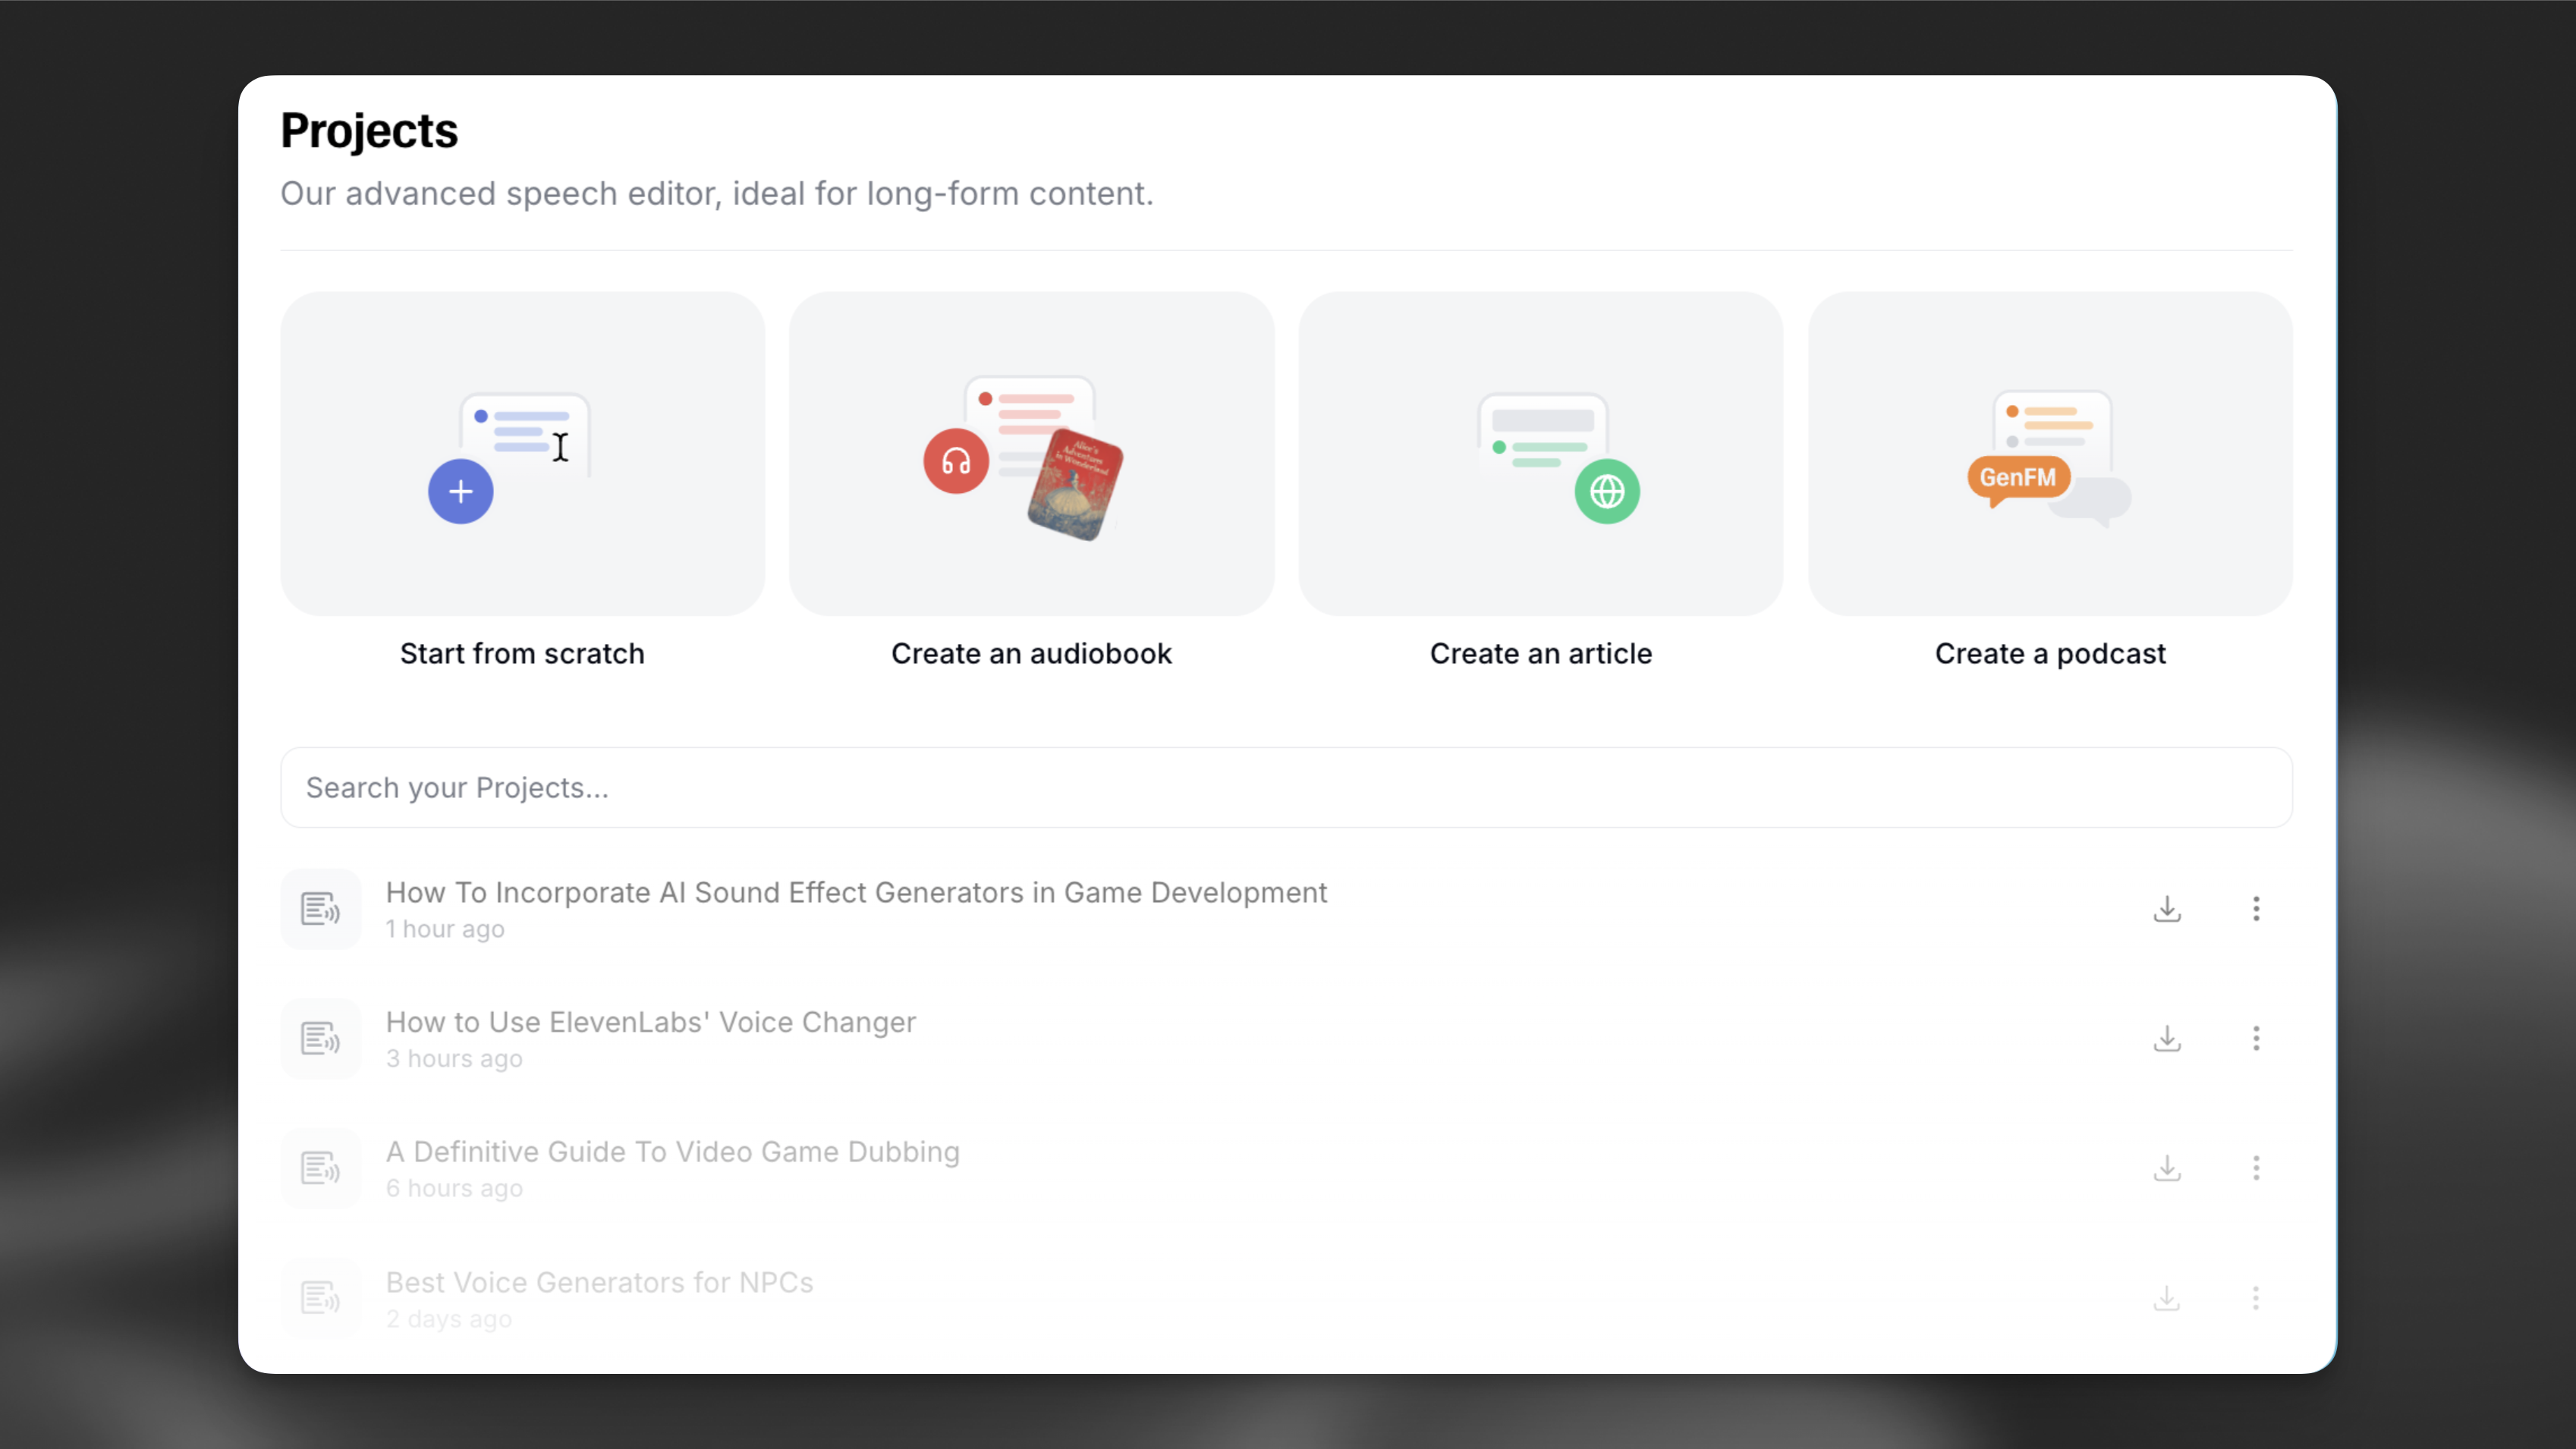 Projects
Our advanced speech editor, ideal for long-form content.
Alice's
Adventure
in Wonderland
GenFM
Start from scratch
Create an audiobook
Create an article
Create a podcast
Search your Projects...
How To Incorporate AI Sound Effect Generators in Game Development
1 hour ago
How to Use ElevenLabs' Voice Changer
3 hours ago
A Definitive Guide To Video Game Dubbing
6 hours ago
Best Voice Generators for NPCs
2 days ago